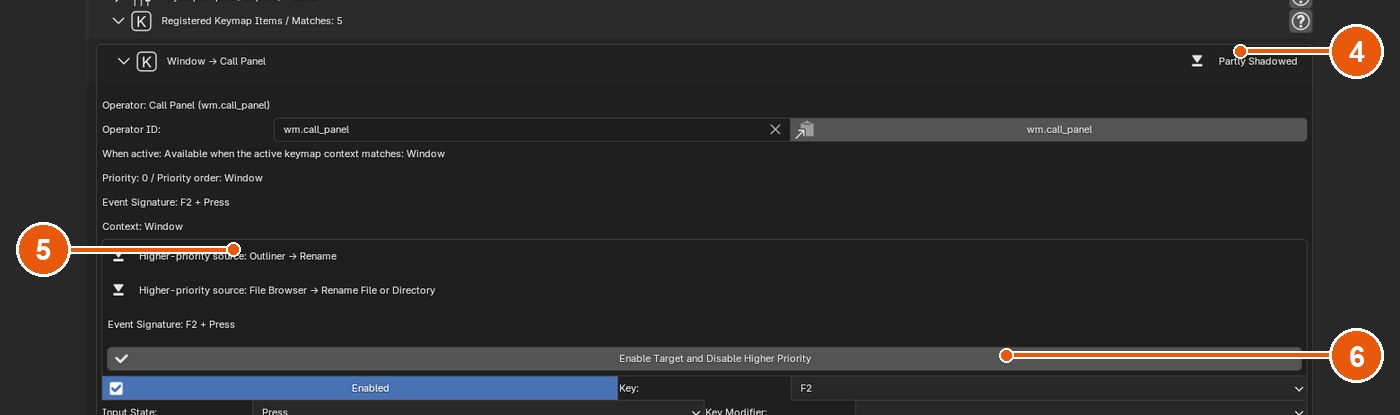 Registered Keymap Items / Matches: 5
?
K
Window → Call Panel
Partly Shadowed
4
K
Operator: Call Panel (wm.call_panel)
Operator ID:
wm.call_panel
wm.call_panel
When active: Available when the active keymap context matches: Window
Priority: 0 / Priority order: Window
Event Signature: F2 + Press
Context: Window
5
Higher-priority source: Outliner → Rename
Higher-priority source: File Browser → Rename File or Directory
Event Signature: F2 + Press
Enable Target and Disable Higher Priority
6
Enabled
Key:
F2
Input State:
Press
Key Modifier: